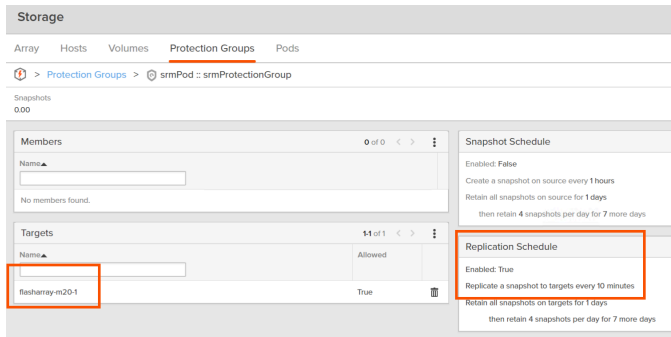 Storage
Array Hosts Volumes Protection Groups Pods
> Protection Groups > srmPod :: srmProtectionGroup
Snapshots
0.00
Members 0 of 0 < >
Name▲
No members found.
Targets 1-1 of 1 < >
Name▲ Allowed
flasharray-m20-1 True
Snapshot Schedule
Enabled: False
Create a snapshot on source every 1 hours
Retain all snapshots on source for 1 days
then retain 4 snapshots per day for 7 more days
Replication Schedule
Enabled: True
Replicate a snapshot to targets every 10 minutes
Retain all snapshots on targets for 1 days
then retain 4 snapshots per day for 7 more days